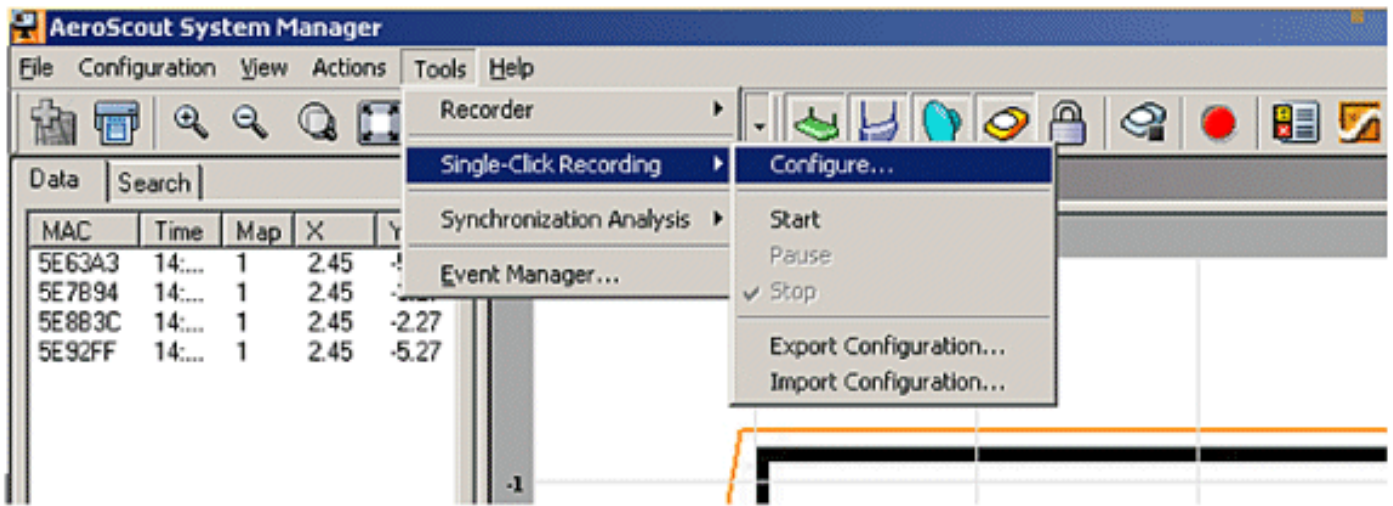 AeroScout System Manager
File Configuration View Actions Tools Help
Recorder
Single-Click Recording
Synchronization Analysis
Event Manager...
Configure...
Start
Pause
Stop
Export Configuration...
Import Configuration...
Data Search
MAC Time Map X Y
5E63A3 14:... 1 2.45
5E7B94 14:... 1 2.45
5E8B3C 14:... 1 2.45 -2.27
5E92FF 14:... 1 2.45 -5.27
-1